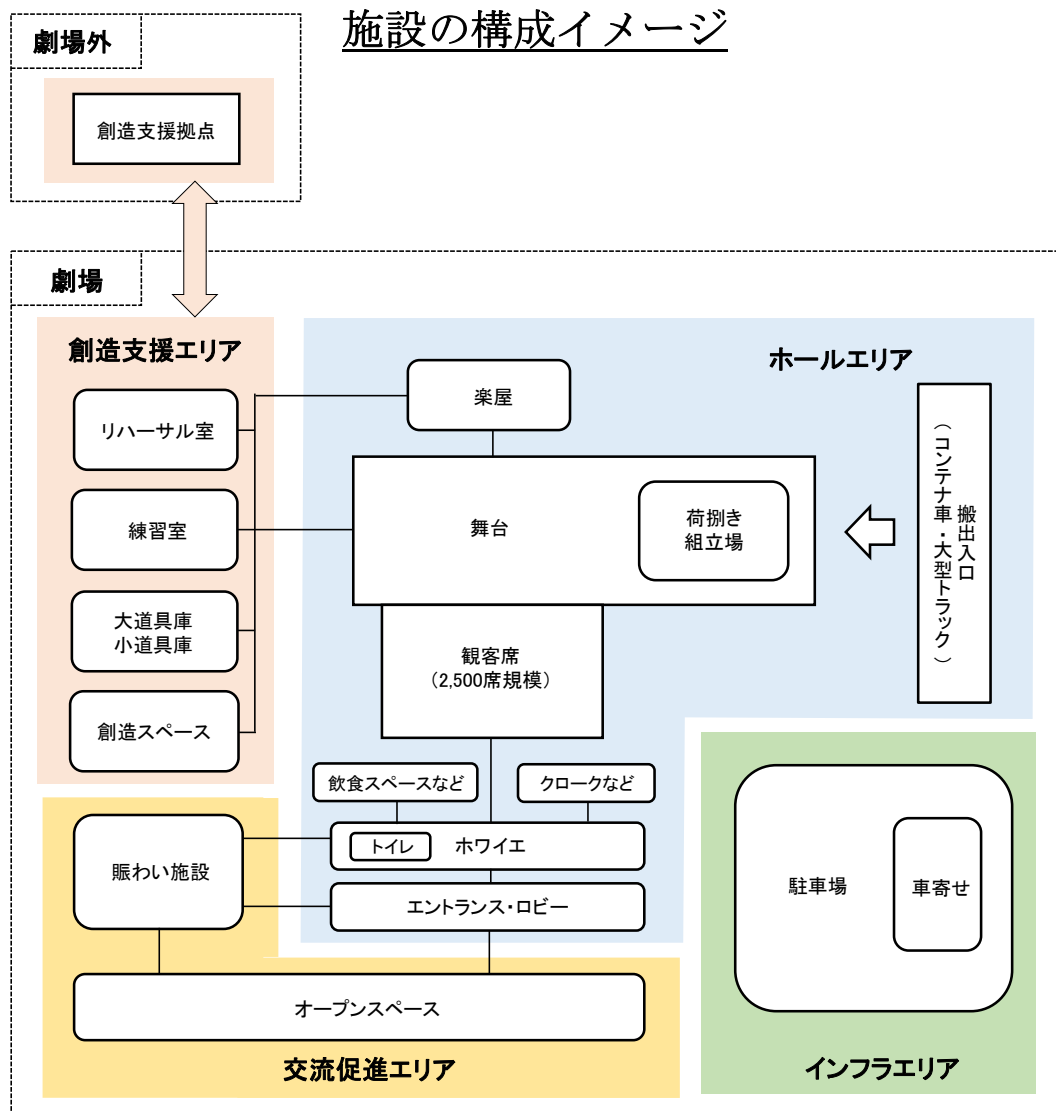 施設の構成イメージ
劇場外
創造支援拠点
劇場
創造支援エリア
リハーサル室
練習室
大道具庫
小道具庫
創造スペース
ホールエリア
楽屋
舞台
荷捌き
組立場
搬出入口
（コンテナ車・大型トラック）
観客席
（2,500席規模）
飲食スペースなど
クロークなど
トイレ
ホワイエ
エントランス・ロビー
賑わい施設
オープンスペース
交流促進エリア
駐車場
車寄せ
インフラエリア